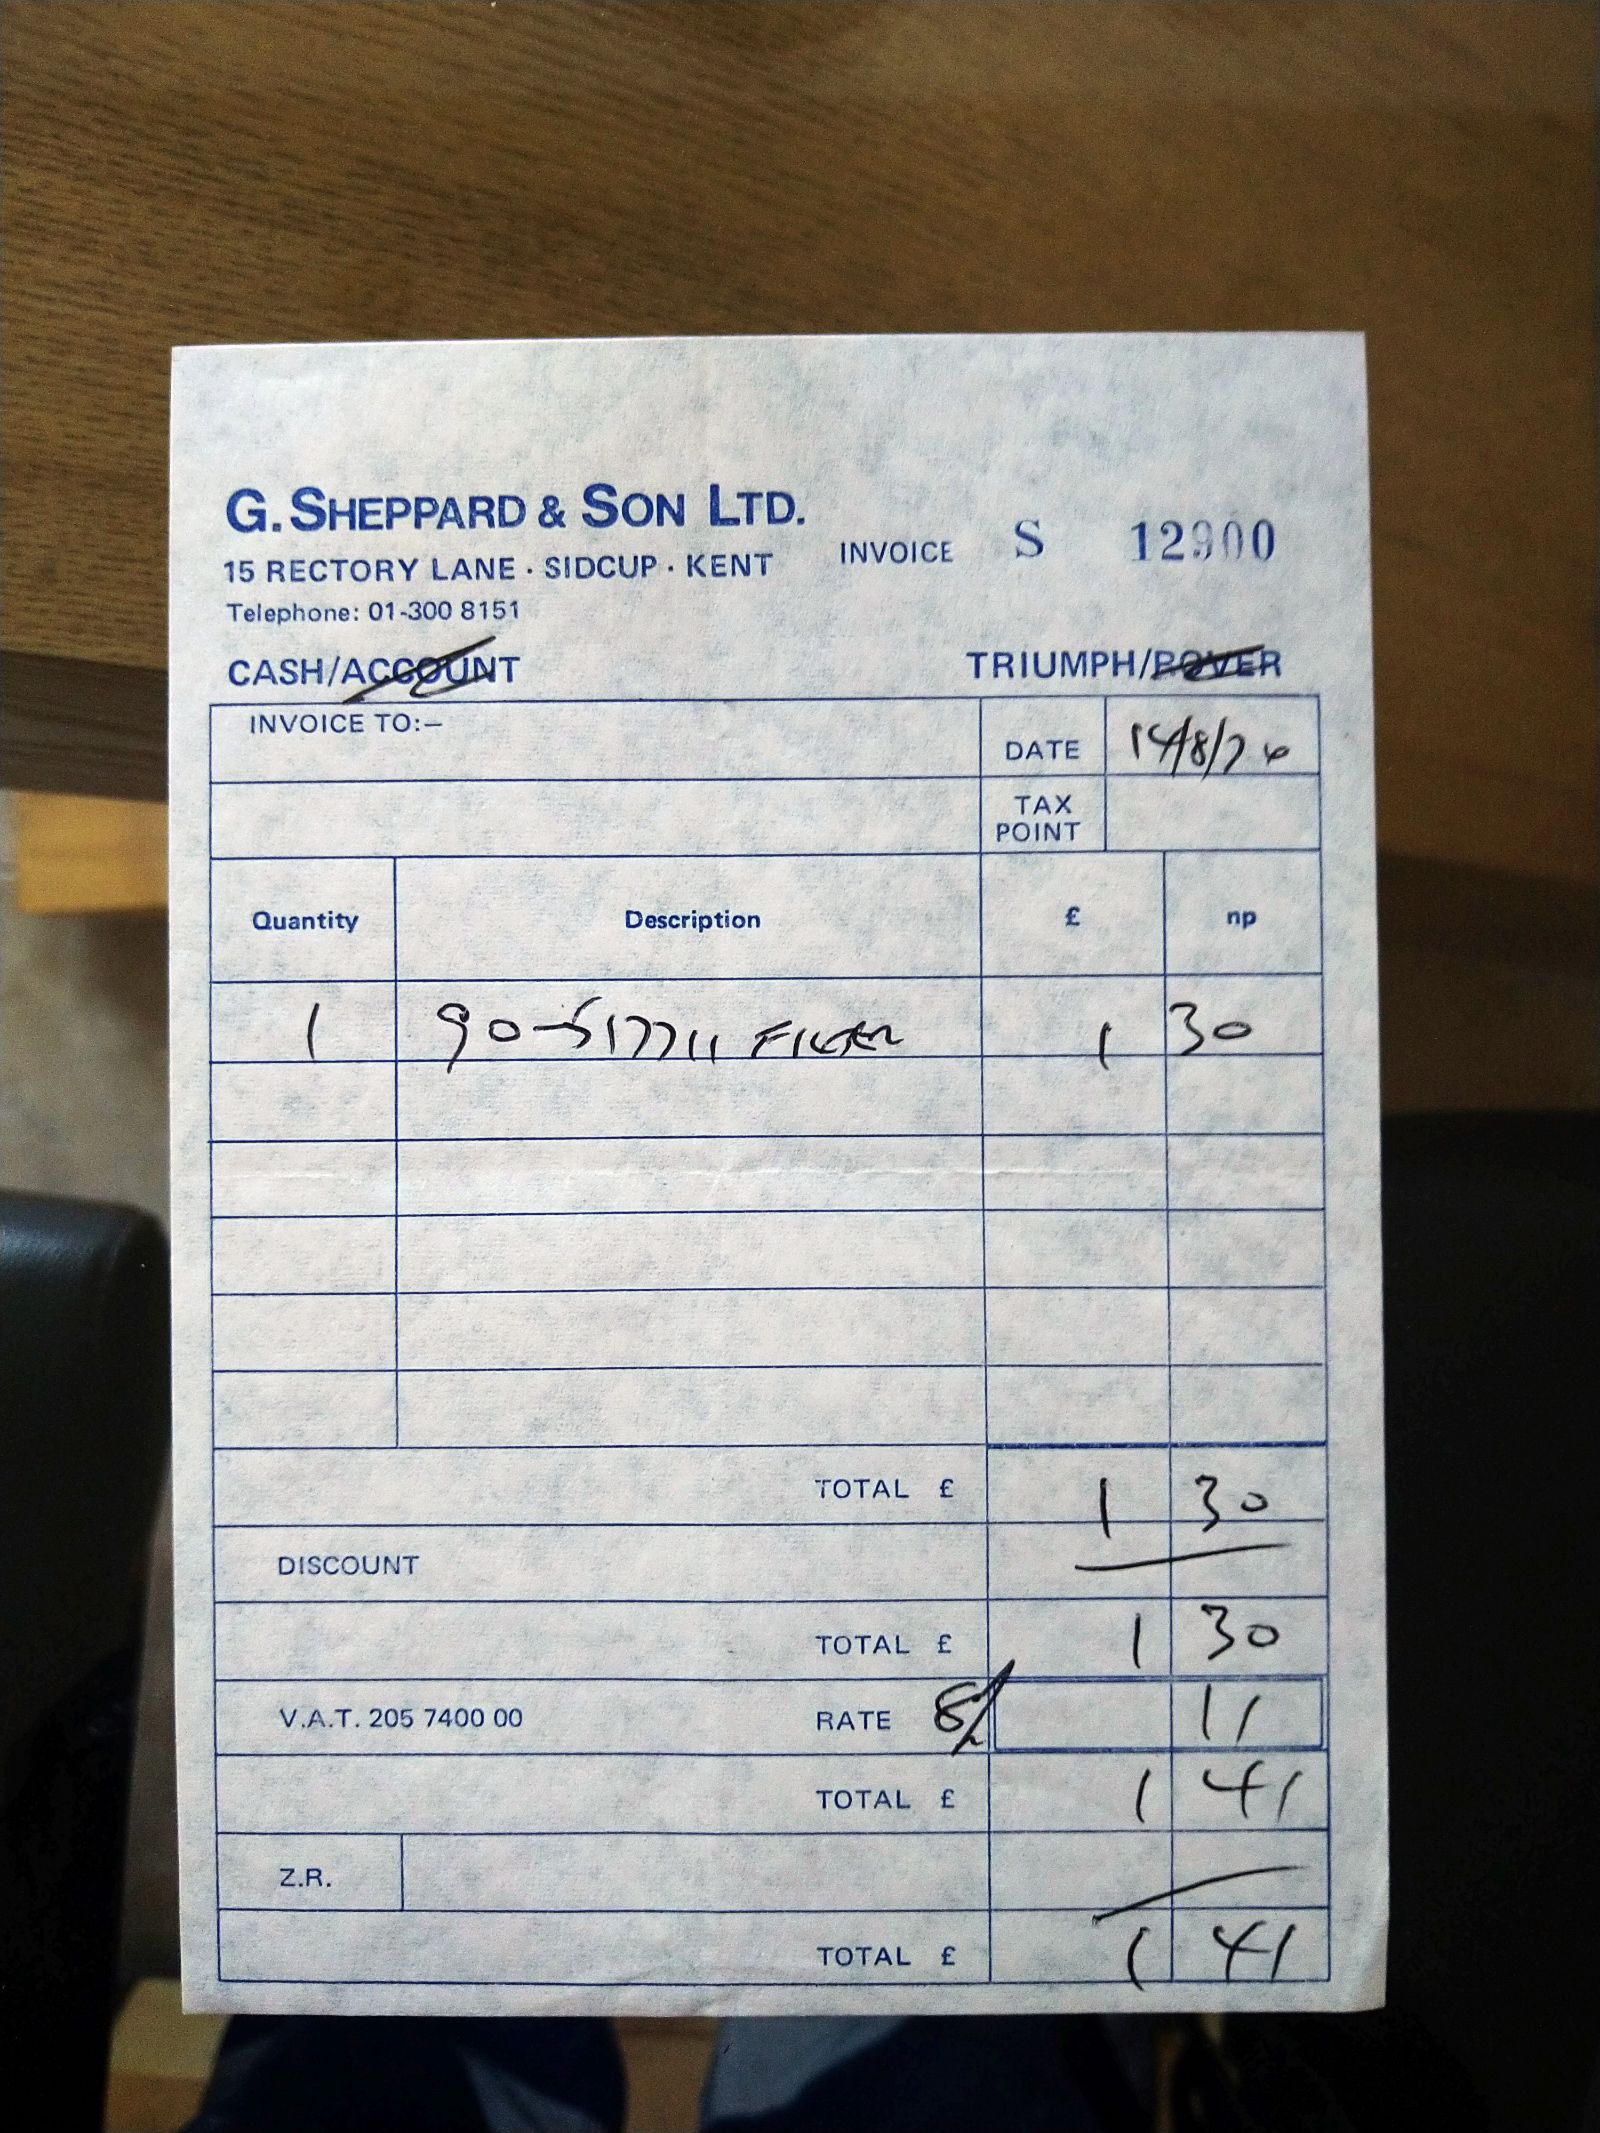 G. SHEPPARD & SON LTD.
15 RECTORY LANE · SIDCUP · KENT
INVOICE S 12900
Telephone: 01-300 8151
CASH/ACCOUNT
TRIUMPH/ROVER
INVOICE TO:–
DATE 14/8/76
TAX POINT
Quantity Description £ np
1 90-517711 FILTER 1 30
TOTAL £ 1 30
DISCOUNT
TOTAL £ 1 30
V.A.T. 205 7400 00 RATE 8% 11
TOTAL £ 1 41
Z.R.
TOTAL £ 1 41